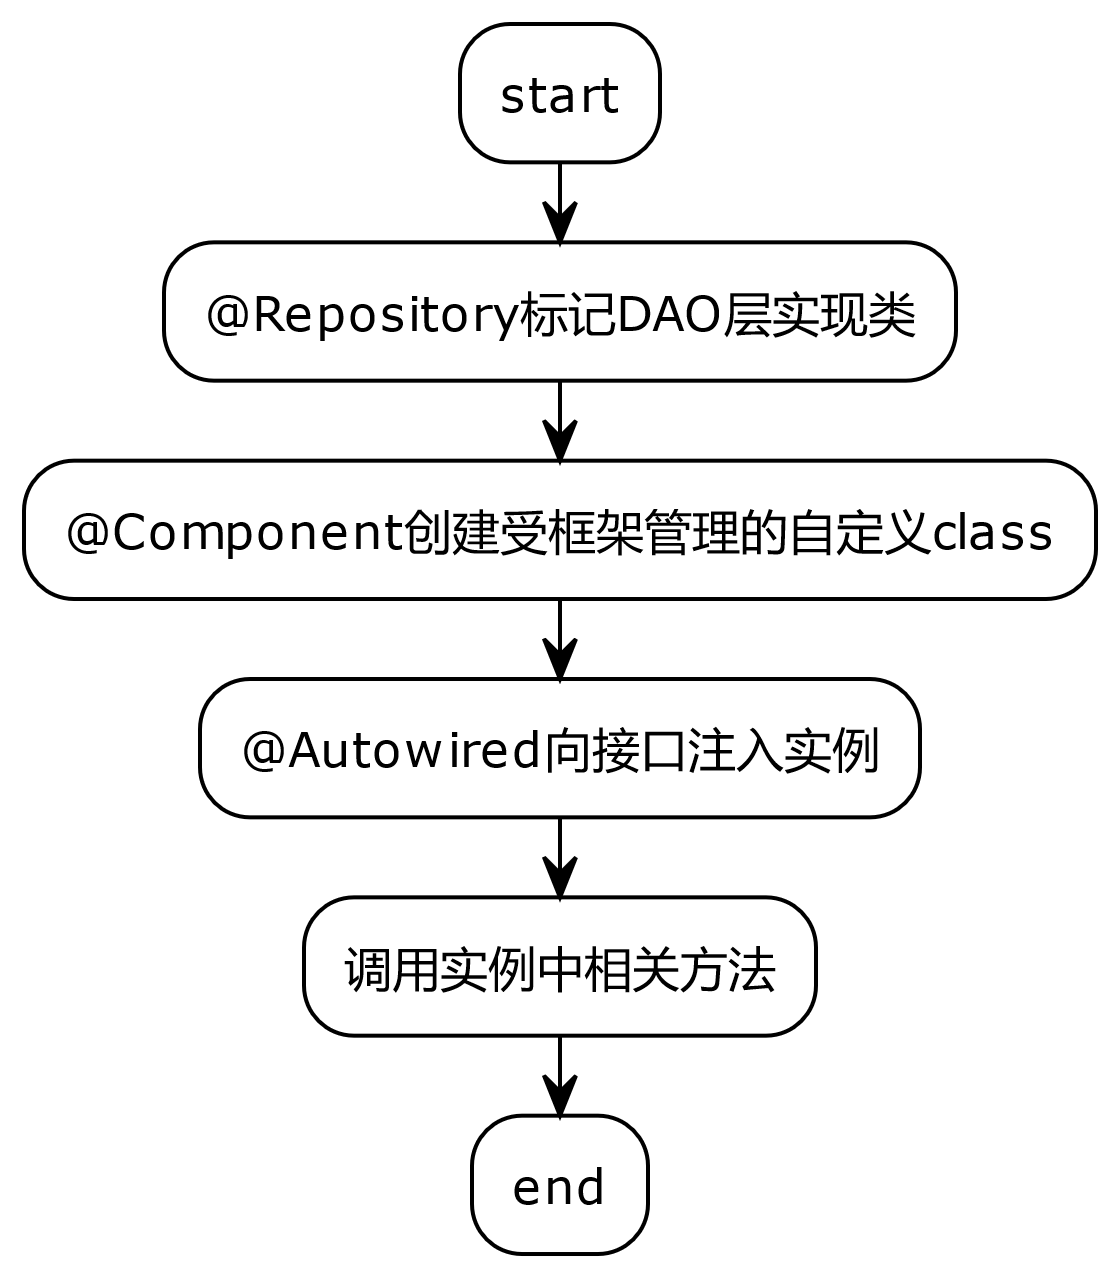 start
@Repository标记DAO层实现类
@Component创建受框架管理的自定义class
@Autowired向接口注入实例
调用实例中相关方法
end